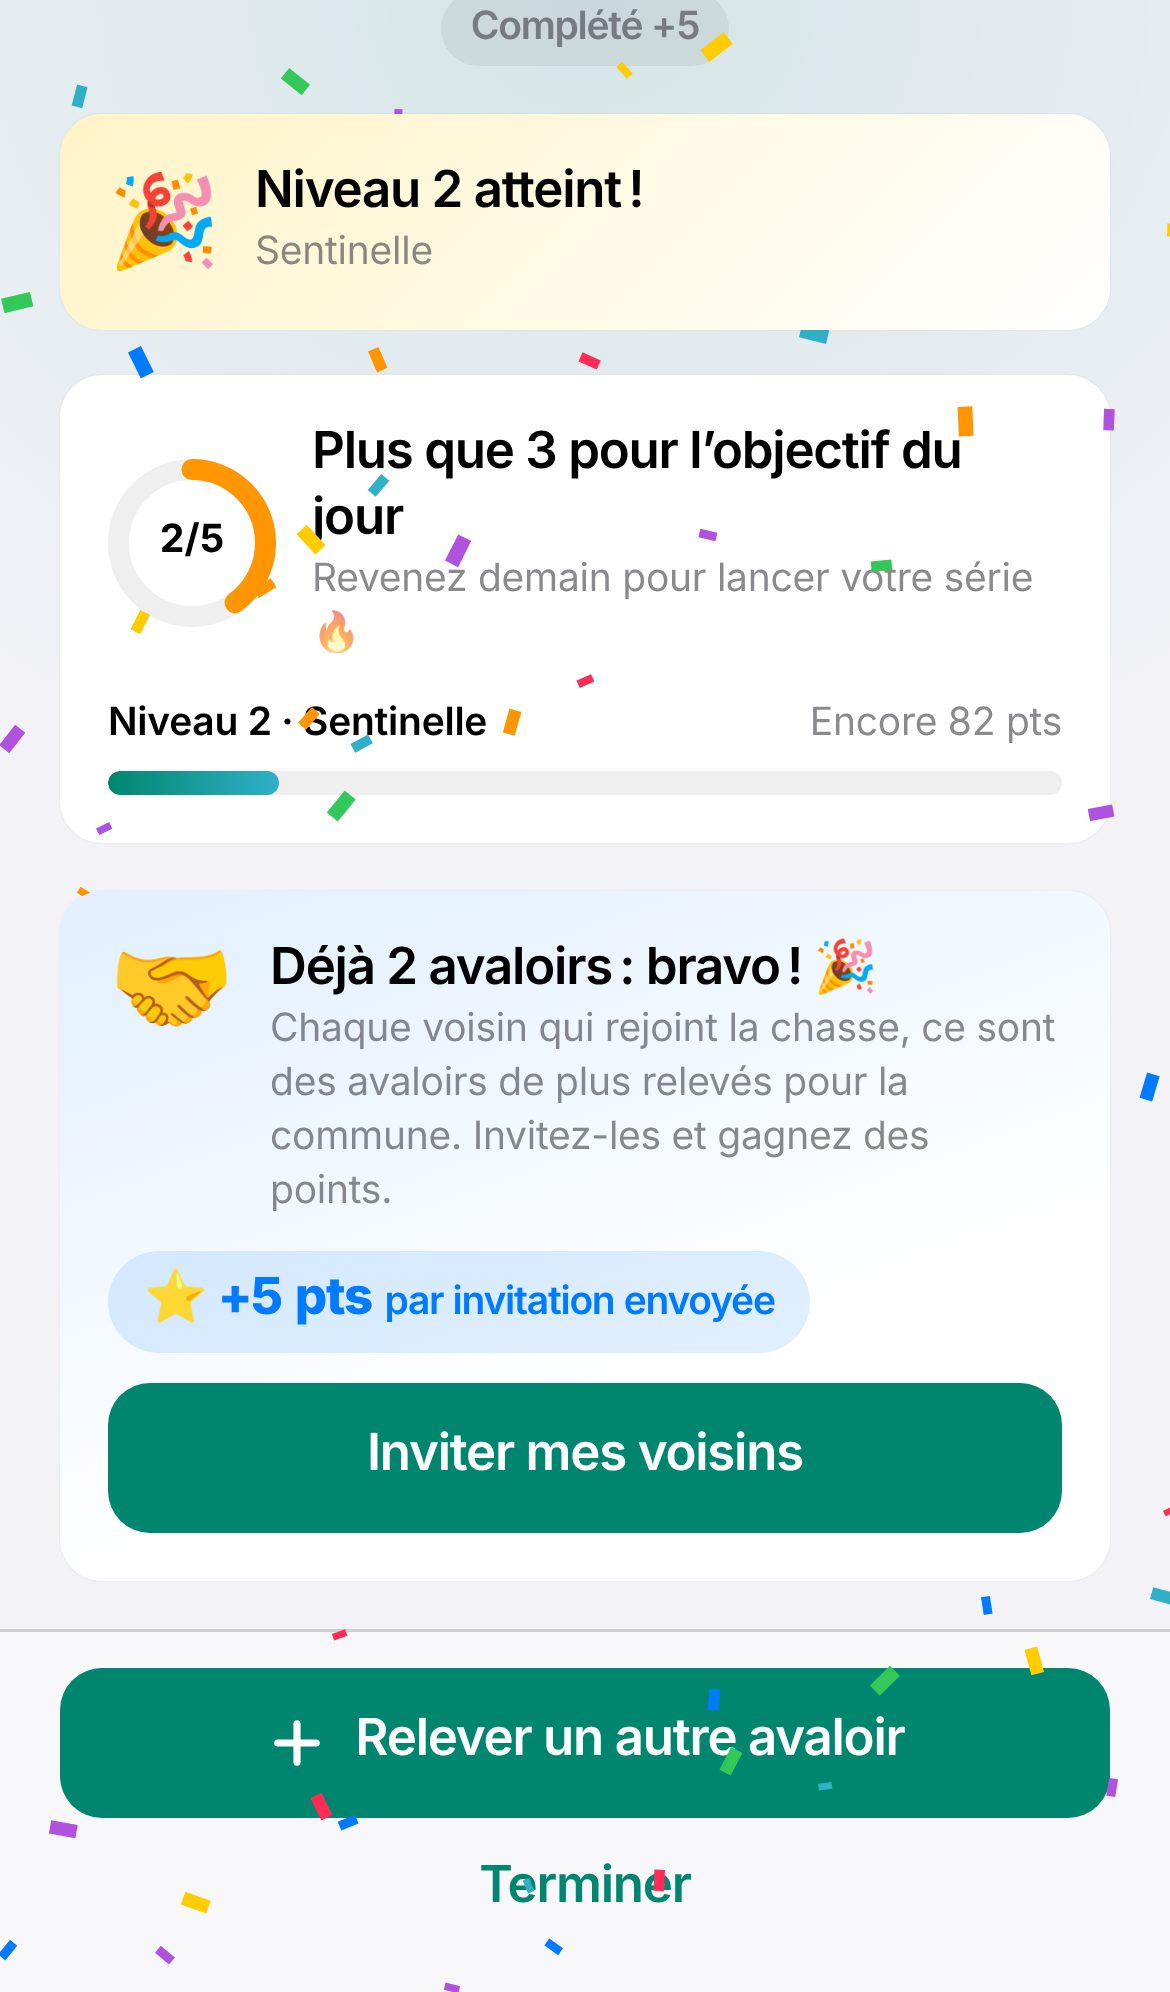 Complété +5
Niveau 2 atteint !
Sentinelle
2/5
Plus que 3 pour l’objectif du
jour
Revenez demain pour lancer votre série
🔥
Niveau 2 · Sentinelle
Encore 82 pts
Déjà 2 avaloirs : bravo ! 🎉
Chaque voisin qui rejoint la chasse, ce sont
des avaloirs de plus relevés pour la
commune. Invitez-les et gagnez des
points.
⭐ +5 pts par invitation envoyée
Inviter mes voisins
+ Relever un autre avaloir
Terminer